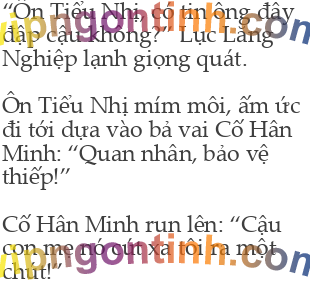 “Ôn Tiểu Nhị, có tin ông đây
đập cậu không?” Lục Lăng
Nghiệp lạnh giọng quát.
Ôn Tiểu Nhị mím môi, ấm ức
đi tới dựa vào bả vai Cố Hân
Minh: “Quan nhân, bảo vệ
thiếp!”
Cố Hân Minh run lên: “Cậu
con mẹ nó cút xa tôi ra một
chút!”